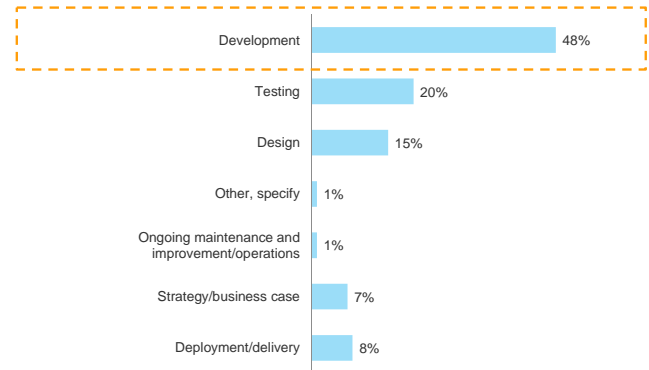 Development 48%
Testing 20%
Design 15%
Other, specify 1%
Ongoing maintenance and
improvement/operations 1%
Strategy/business case 7%
Deployment/delivery 8%